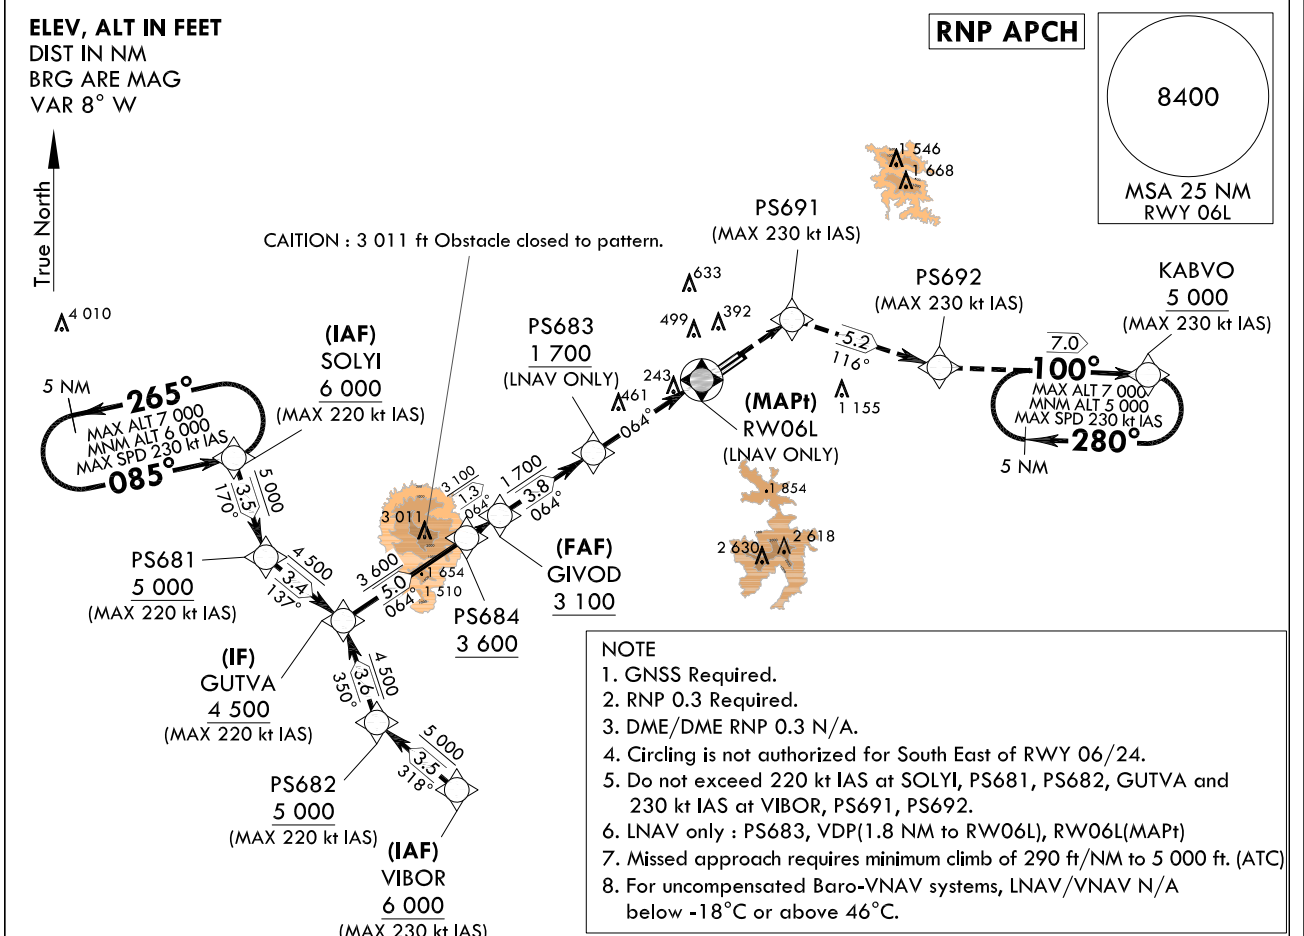 ELEV, ALT IN FEET
DIST IN NM
BRG ARE MAG
VAR 8° W
True North
RNP APCH
8400
MSA 25 NM
RWY 06L
CAITION : 3 011 ft Obstacle closed to pattern.
1 546
1 668
PS691
(MAX 230 kt IAS)
PS692
(MAX 230 kt IAS)
KABVO
5 000
(MAX 230 kt IAS)
4 010
633
499
392
(IAF)
SOLYI
6 000
(MAX 220 kt IAS)
PS683
1 700
(LNAV ONLY)
5.2
116°
7.0
100°
MAX ALT 7 000
MNM ALT 5 000
MAX SPD 230 kt IAS
280°
5 NM
5 NM
265°
MAX ALT 7 000
MNM ALT 6 000
MAX SPD 230 kt IAS
085°
243
461
064°
1 155
(MAPt)
RW06L
(LNAV ONLY)
5 000
3.5
170°
3 100
1.3
064°
1 700
3.8
064°
1 854
2 630
2 618
3 011
1 654
1 510
PS681
5 000
(MAX 220 kt IAS)
4 500
3.4
137°
3 600
5.0
064°
(FAF)
GIVOD
3 100
PS684
3 600
(IF)
GUTVA
4 500
(MAX 220 kt IAS)
4 500
3.6
350°
PS682
5 000
(MAX 220 kt IAS)
5 000
3.5
318°
(IAF)
VIBOR
6 000
(MAX 230 kt IAS)
NOTE
1. GNSS Required.
2. RNP 0.3 Required.
3. DME/DME RNP 0.3 N/A.
4. Circling is not authorized for South East of RWY 06/24.
5. Do not exceed 220 kt IAS at SOLYI, PS681, PS682, GUTVA and
230 kt IAS at VIBOR, PS691, PS692.
6. LNAV only : PS683, VDP(1.8 NM to RW06L), RW06L(MAPt)
7. Missed approach requires minimum climb of 290 ft/NM to 5 000 ft. (ATC)
8. For uncompensated Baro-VNAV systems, LNAV/VNAV N/A
below -18°C or above 46°C.